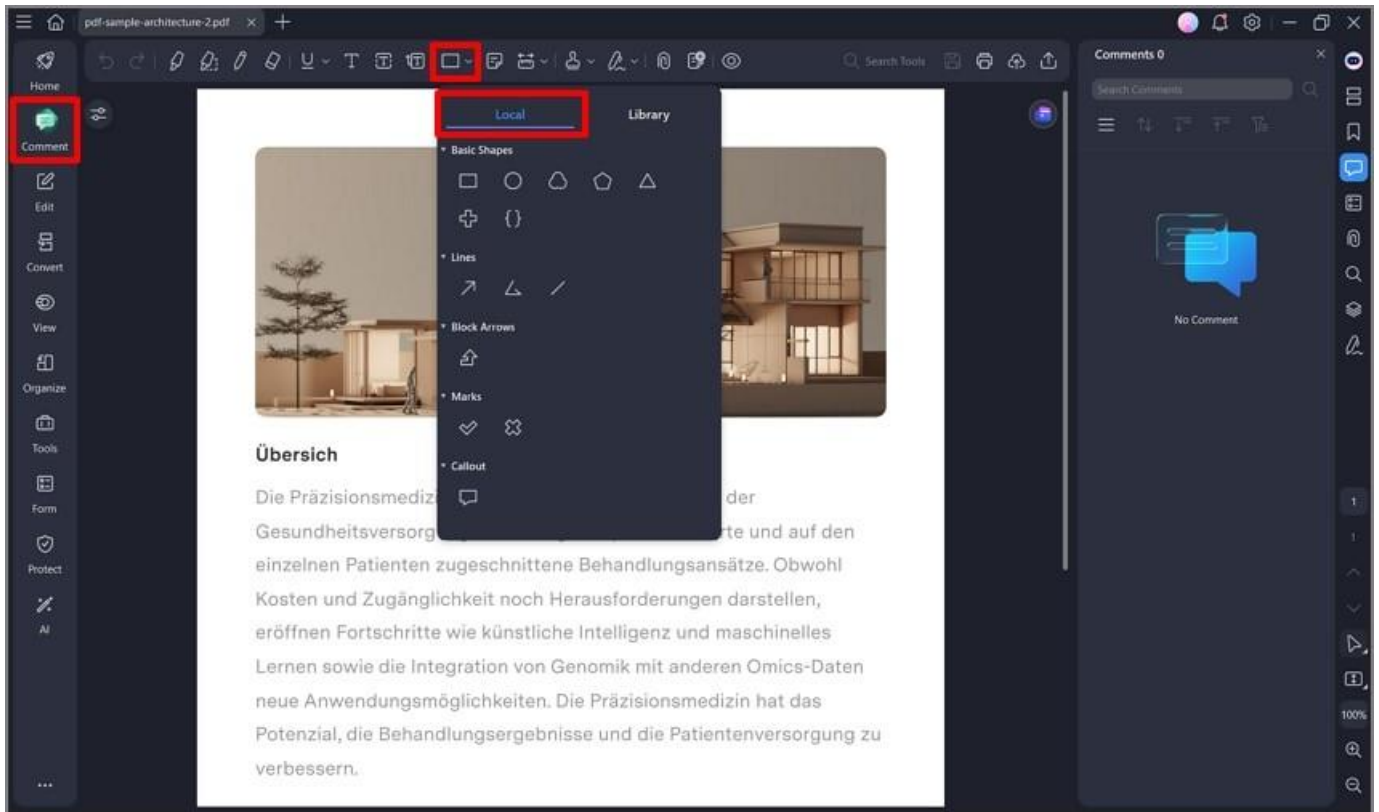 pdf-sample-architecture-2.pdf
Home
Comment
Edit
Convert
View
Organize
Tools
Form
Protect
AI
Search Tools
Local
Library
Basic Shapes
Lines
Block Arrows
Marks
Callout
Übersich
Die Präzisionsmediz
der
Gesundheitsversorg
rte und auf den
einzelnen Patienten zugeschnittene Behandlungsansätze. Obwohl
Kosten und Zugänglichkeit noch Herausforderungen darstellen,
eröffnen Fortschritte wie künstliche Intelligenz und maschinelles
Lernen sowie die Integration von Genomik mit anderen Omics-Daten
neue Anwendungsmöglichkeiten. Die Präzisionsmedizin hat das
Potenzial, die Behandlungsergebnisse und die Patientenversorgung zu
verbessern.
Comments 0
Search Comments
No Comment
1
1
100%